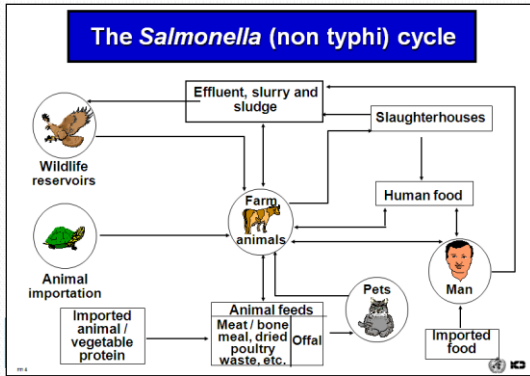 The Salmonella (non typhi) cycle
Effluent, slurry and
sludge
Slaughterhouses
Wildlife
reservoirs
Human food
Farm
animals
Animal
importation
Man
Pets
Imported
animal /
vegetable
protein
Animal feeds
Meat / bone
meal, dried
poultry
waste, etc.
Offal
Imported
food